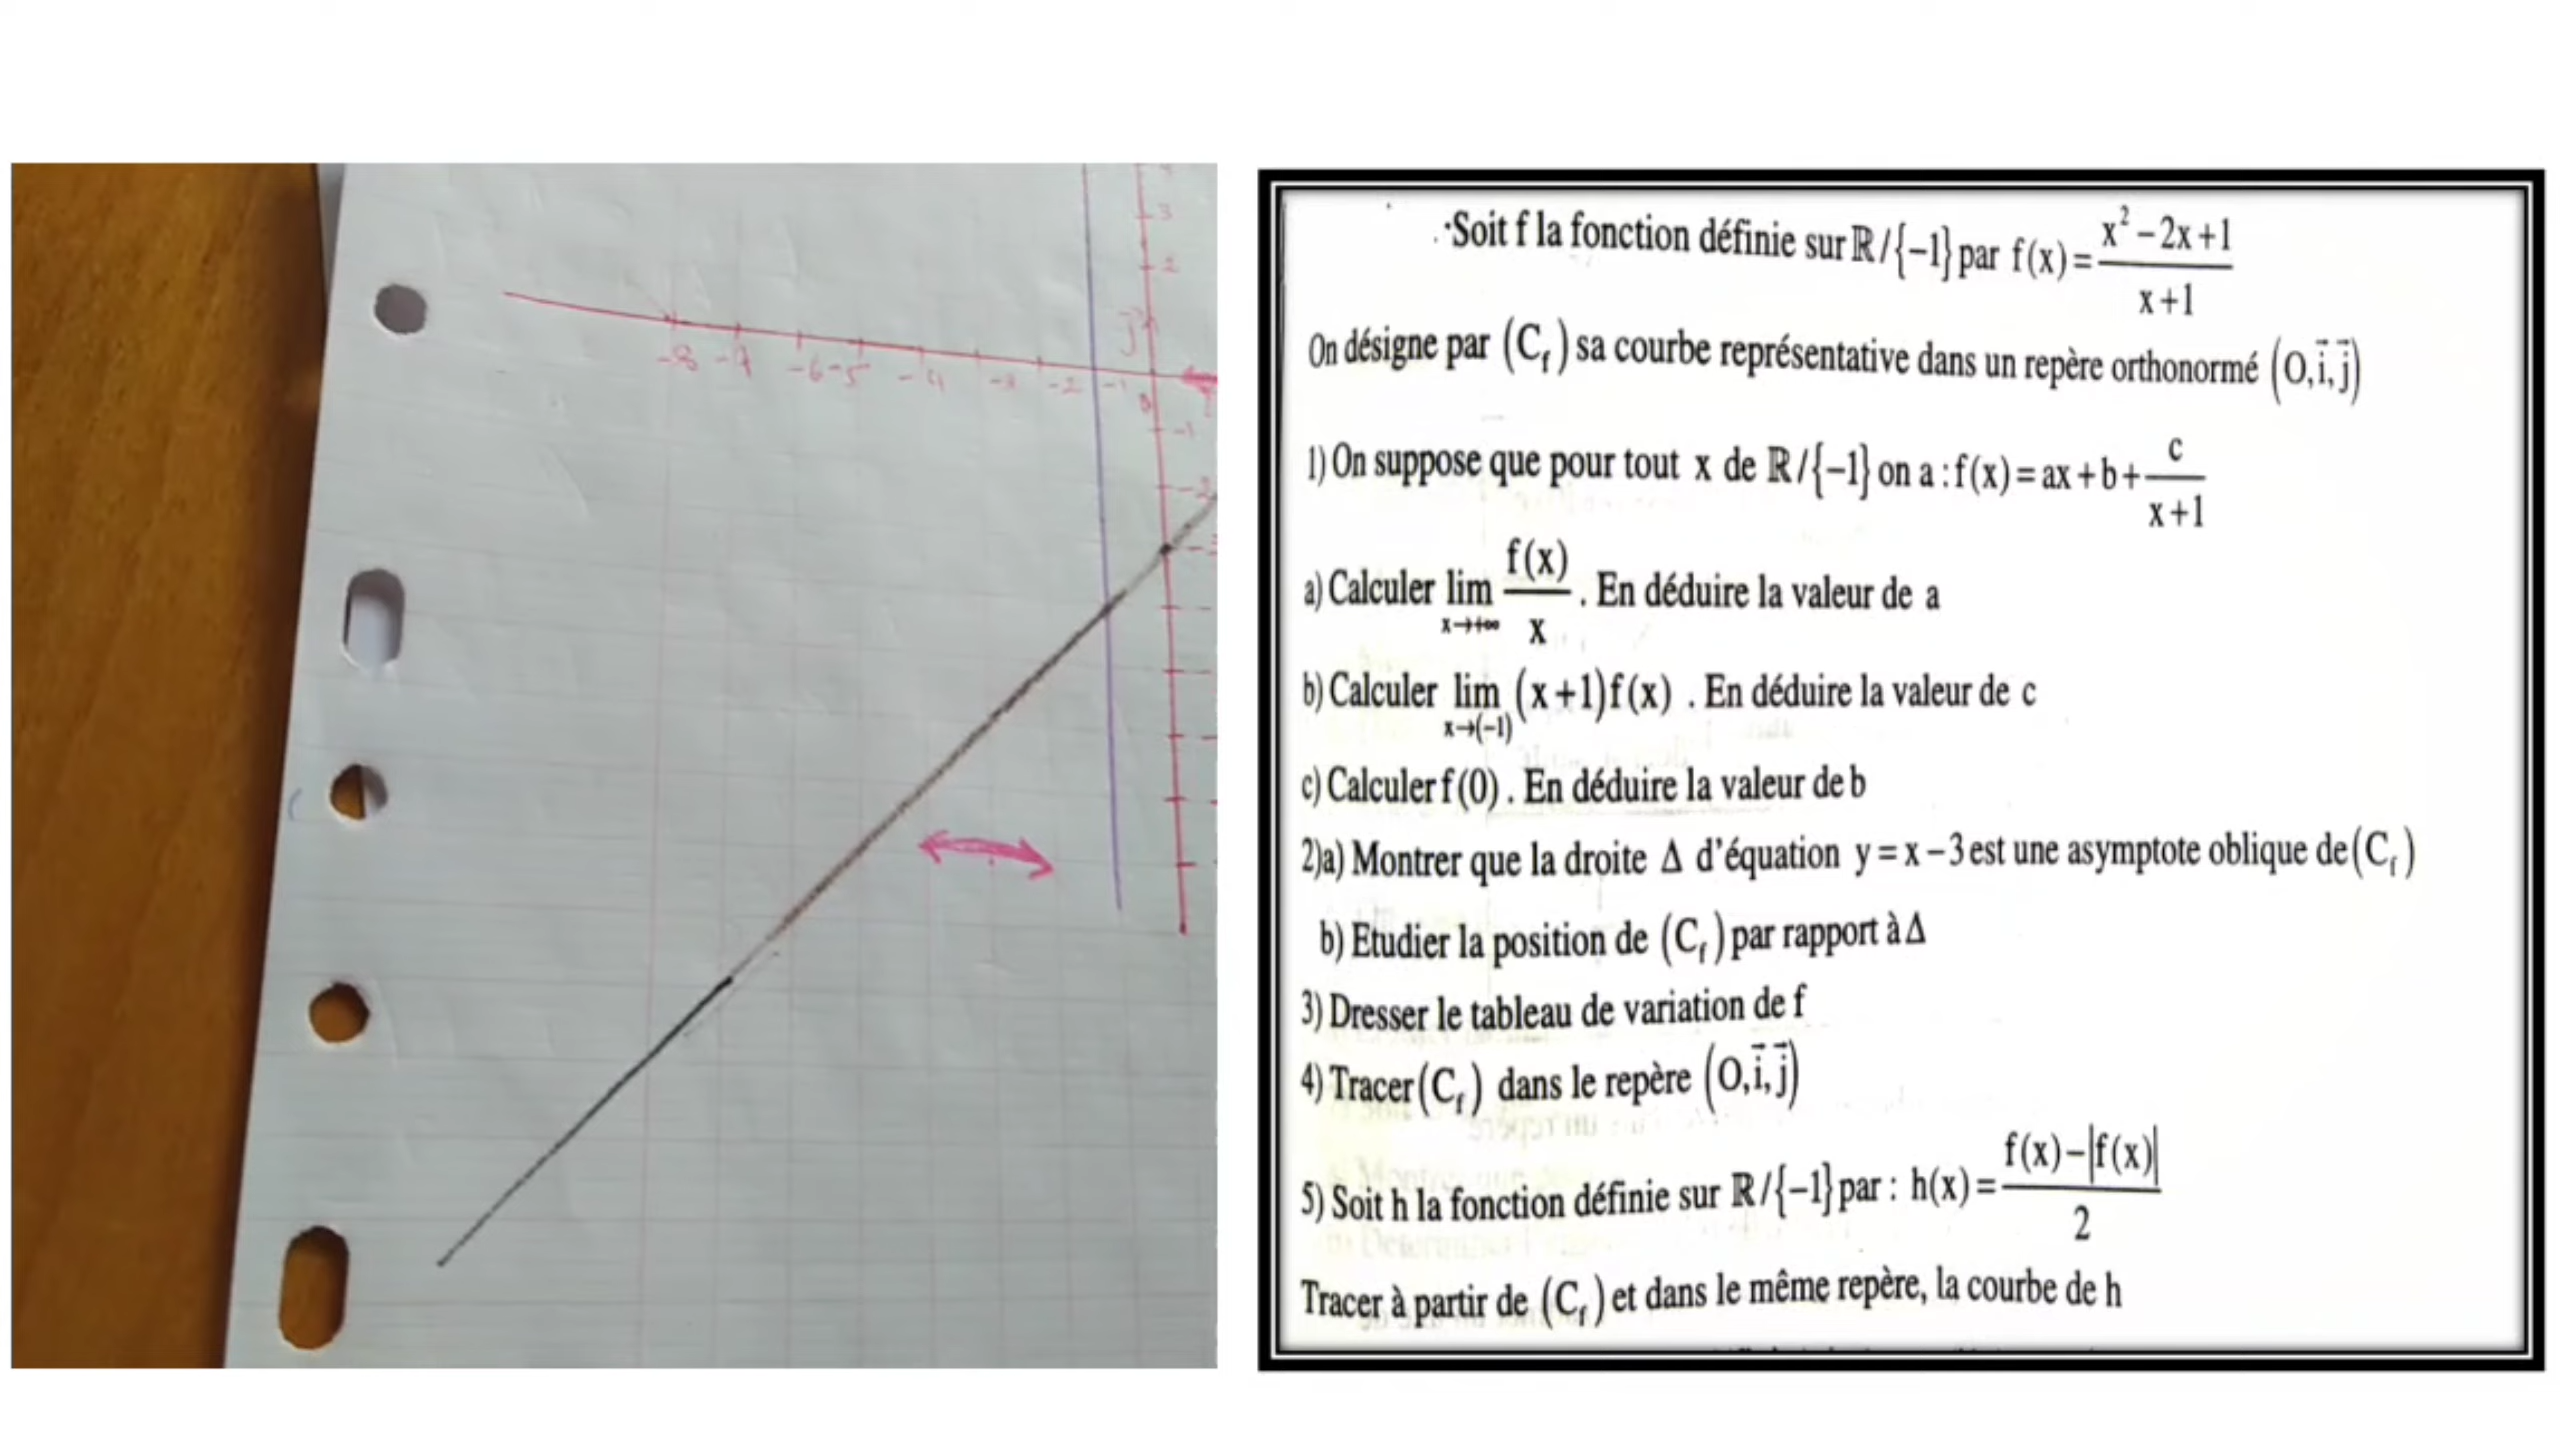 3
2
j
-8 -7 -6 -5 -4 -3 -2 -1
0
-1
-2
-3
Soit f la fonction définie sur ℝ/{-1} par f(x) = (x² - 2x + 1)/(x + 1)
On désigne par (C_f) sa courbe représentative dans un repère orthonormé (O, i⃗, j⃗)
1) On suppose que pour tout x de ℝ/{-1} on a : f(x) = ax + b + c/(x + 1)
a) Calculer lim x→+∞ f(x)/x . En déduire la valeur de a
b) Calculer lim x→(-1) (x+1)f(x) . En déduire la valeur de c
c) Calculer f(0) . En déduire la valeur de b
2)a) Montrer que la droite Δ d'équation y = x - 3 est une asymptote oblique de (C_f)
b) Etudier la position de (C_f) par rapport à Δ
3) Dresser le tableau de variation de f
4) Tracer (C_f) dans le repère (O, i⃗, j⃗)
5) Soit h la fonction définie sur ℝ/{-1} par : h(x) = (f(x) - |f(x)|)/2
Tracer à partir de (C_f) et dans le même repère, la courbe de h